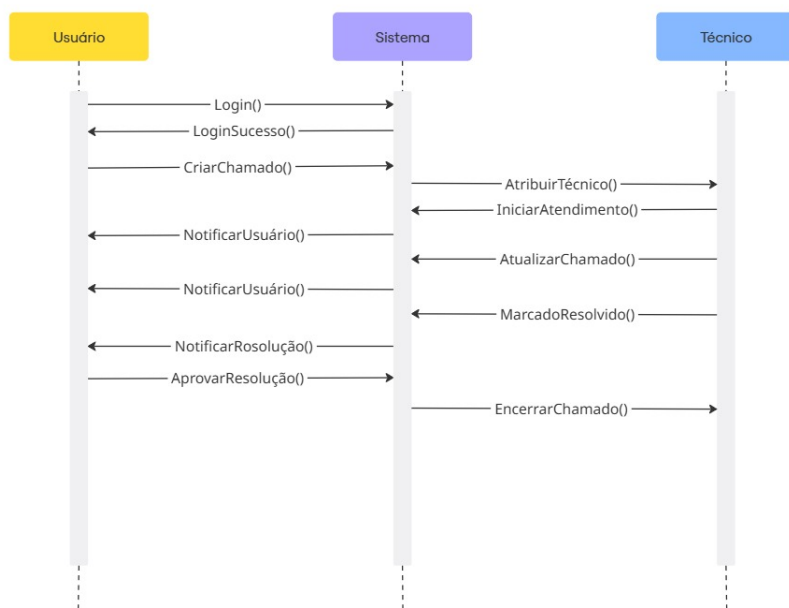 Usuário
Sistema
Técnico
Login()
LoginSucesso()
CriarChamado()
AtribuirTécnico()
IniciarAtendimento()
NotificarUsuário()
AtualizarChamado()
NotificarUsuário()
MarcadoResolvido()
NotificarRosolução()
AprovarResolução()
EncerrarChamado()